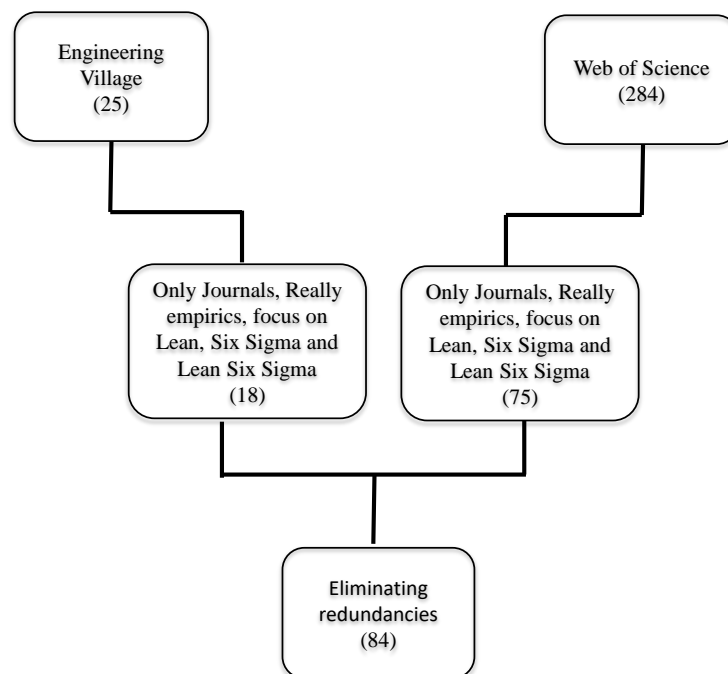 Engineering
Village
(25)
Web of Science
(284)
Only Journals, Really
empirics, focus on
Lean, Six Sigma and
Lean Six Sigma
(18)
Only Journals, Really
empirics, focus on
Lean, Six Sigma and
Lean Six Sigma
(75)
Eliminating
redundancies
(84)